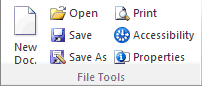 New
Doc.
Open
Save
Save As
Print
Accessibility
Properties
File Tools